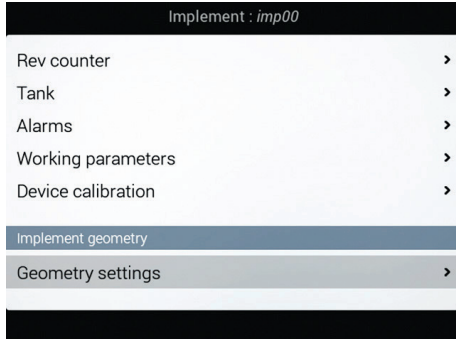 Implement : imp00
Rev counter
Tank
Alarms
Working parameters
Device calibration
Implement geometry
Geometry settings